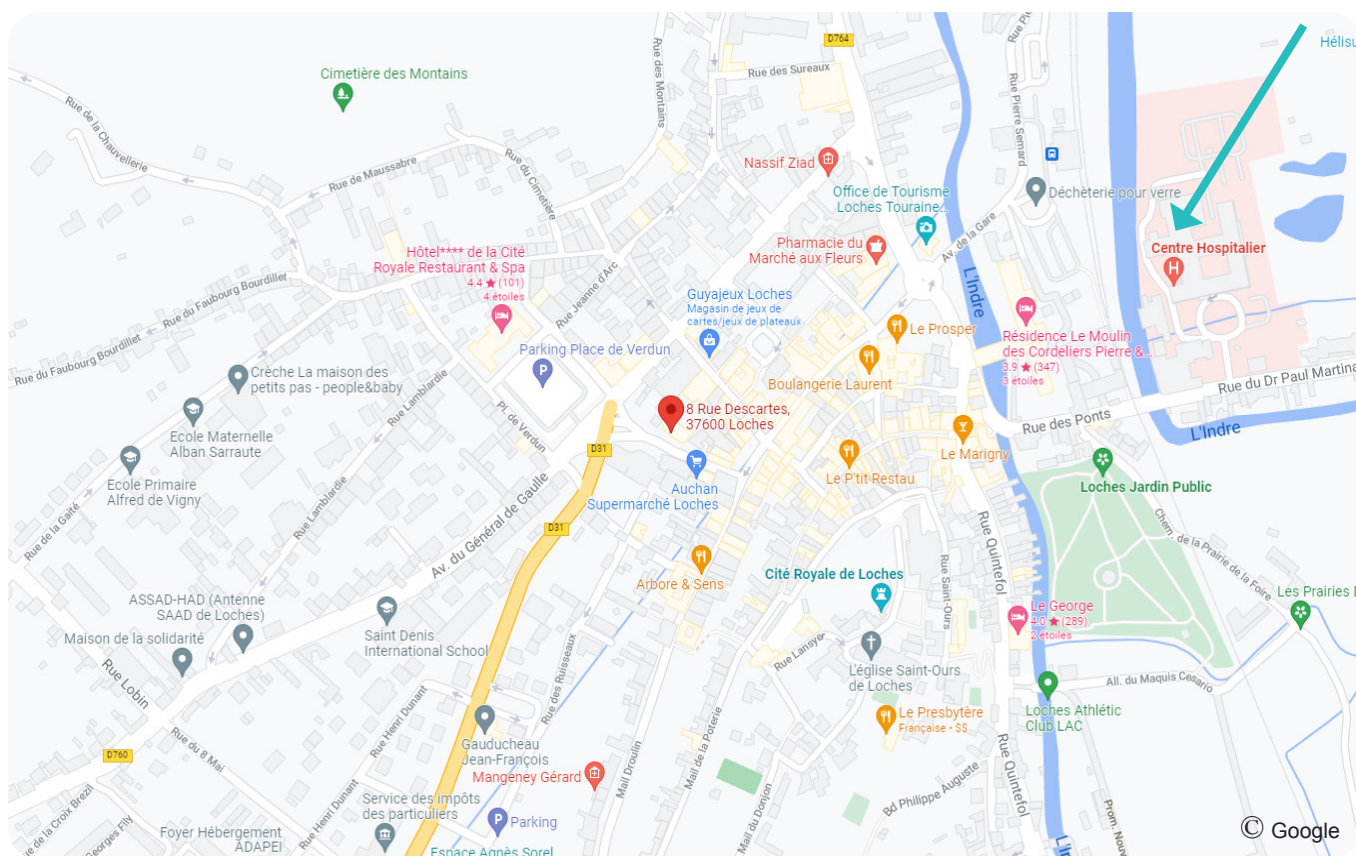 D764
Hélisu
Rue des Sureaux
Rue des Montains
Cimetière des Montains
Rue de la Chauvellerie
Rue de Maussabre
Rue du Cimetière
Nassif Ziad
Rue Pierre Semard
Déchèterie pour verre
Office de Tourisme
Loches Touraine...
Av. de la Gare
Pharmacie du
Marché aux Fleurs
Centre Hospitalier
Hôtel**** de la Cité
Royale Restaurant & Spa
4.4 ★ (101)
4 étoiles
Rue Jeanne d'Arc
Guyajeux Loches
Magasin de jeux de
cartes/jeux de plateaux
L'Indre
Rue du Faubourg Bourdillet
Le Prosper
Résidence Le Moulin
des Cordeliers Pierre &...
3.9 ★ (347)
3 étoiles
Parking Place de Verdun
Rue du Faubourg Bourdillet
Crèche La maison des
petits pas - people&baby
Rue Lamblardie
Boulangerie Laurent
Rue du Dr Paul Martina
Pl. de Verdun
8 Rue Descartes,
37600 Loches
Rue des Ponts
L'Indre
Ecole Maternelle
Alban Sarraute
D31
Le Marigny
Ecole Primaire
Alfred de Vigny
Le P'tit Restau
Auchan
Supermarché Loches
Loches Jardin Public
Rue de la Gaité
Rue Lamblardie
Av. du Général de Gaulle
D31
Rue Quintefol
Chem. de la Prairie de la Foire
Arbore & Sens
Cité Royale de Loches
Rue Saint-Ours
ASSAD-HAD (Antenne
SAAD de Loches)
Les Prairies D
Le George
4.0 ★ (289)
2 étoiles
Maison de la solidarité
Saint Denis
International School
Rue Lansyer
L'église Saint-Ours
de Loches
Rue Lobin
Rue des Ruisseaux
All. du Maquis Cesario
Rue Henri Dunant
Loches Athlétic
Club LAC
Le Presbytère
Française • $$
Rue du 8 Mai
Gauducheau
Jean-François
Mail de la Poterie
Mail Droulin
Rue Quintefol
D760
Mangeney Gérard
Bd Philippe Auguste
Rue de la Croix Brezil
Rue Henri Dunant
Service des impôts
des particuliers
Parking
Mail du Donjon
Prom. Nouv
L'Indre
Georges Fily
Foyer Hébergement
ADAPEI
Espace Agnès Sorel
© Google